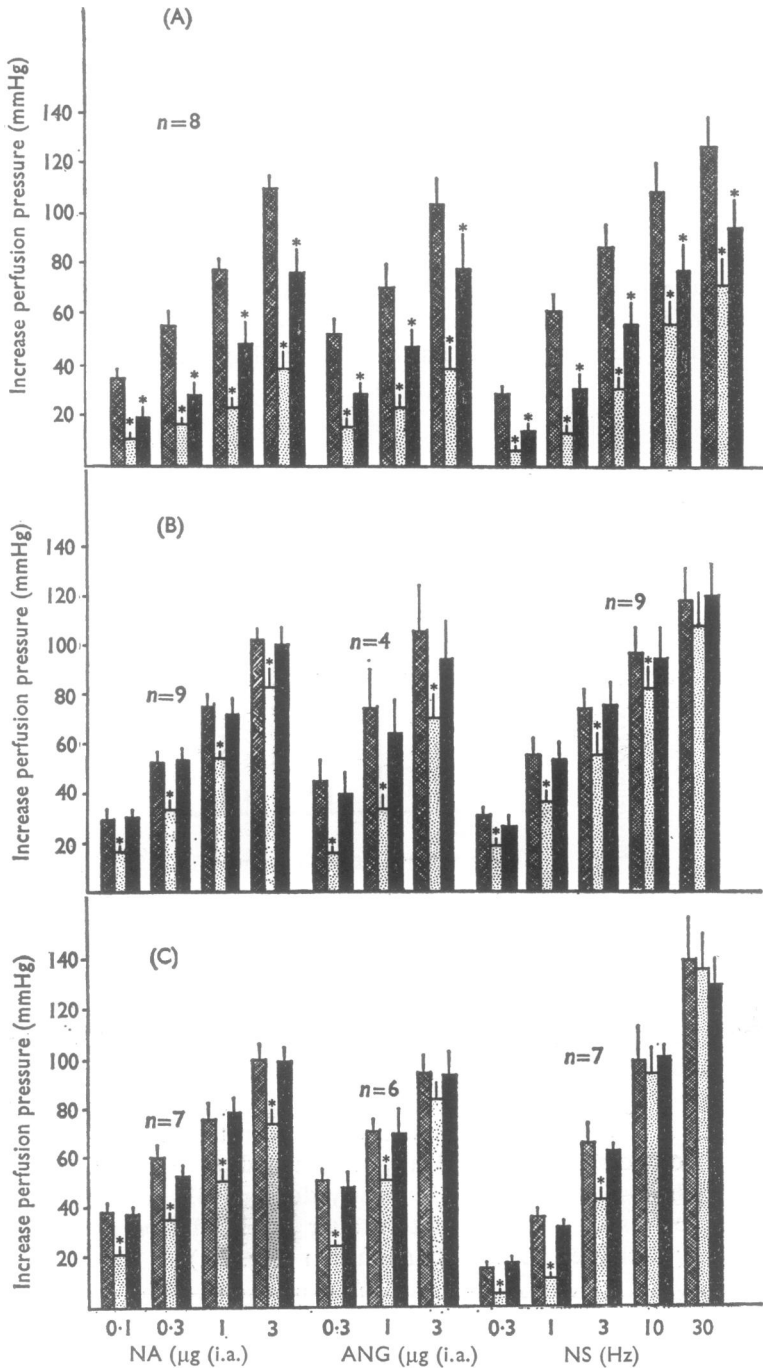 (A)
Increase perfusion pressure (mmHg)
140
120
100
80
60
40
20
n=8
* * * * * * * * * * * * * * * * * * * * * * * *
(B)
Increase perfusion pressure (mmHg)
140
120
100
80
60
40
20
n=9
n=4
n=9
* * * * * * * * * * *
(C)
Increase perfusion pressure (mmHg)
140
120
100
80
60
40
20
n=7
n=6
n=7
* * * * * * * * *
0·1 0·3 1 3 0·3 1 3 0·3 1 3 10 30
NA (μg (i.a.) ANG (μg (i.a.) NS (Hz)